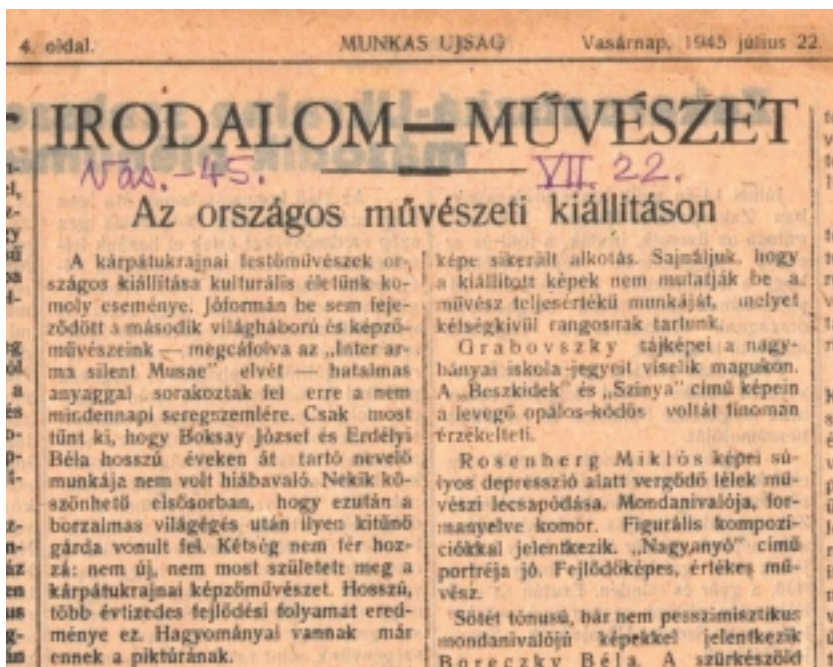 4. oldal.
MUNKAS UJSAG
Vasárnap, 1945 július 22.
IRODALOM — MŰVÉSZET
Vas. - 45.
VII. 22.
Az országos művészeti kiállításon
A kárpátukrajnai festőművészek or-
szágos kiállítása kulturális életünk ko-
moly eseménye. Jóformán be sem feje-
ződött a második világháború és képző-
művészeink — megcáfolva az „Inter ar-
ma silent Musae" elvét — hatalmas
anyaggal sorakoztak fel erre a nem
mindennapi seregszemlére. Csak most
tűnt ki, hogy Boksay József és Erdélyi
Béla hosszú éveken át tartó nevelő
munkája nem volt hiábavaló. Nekik kö-
szönhető elsősorban, hogy ezután a
borzalmas világégés után ilyen kitűnő
gárda vonult fel. Kétség nem fér hoz-
zá: nem új, nem most született meg a
kárpátukrajnai képzőművészet. Hosszú,
több évtizedes fejlődési folyamat ered-
ménye ez. Hagyományai vannak már
ennek a piktúrának.
képe sikerált alkotás. Sajnáljuk, hogy
a kiállított képek nem mutatják be a
művész teljesértékű munkáját, melyet
kétségkívül rangosnak tartunk.
Grabovszky tájképei a nagy-
bányai iskola jegyeit viselik magukon.
A „Beszkidek" és „Szinya" című képein
a levegő opálos-ködös voltát finoman
érzékelteti.
Rosenberg Miklós képei sú-
lyos depresszió alatt vergődő lélek mű-
vészi lecsapódása. Mondanivalója, for-
manyelve komor. Figurális kompozí-
ciókkal jelentkezik. „Nagyanyó" című
portréja jó. Fejlődőképes, értékes mű-
vész.
Sötét tónusú, bár nem pesszimisztikus
mondanivalójú képekkel jelentkezik
Boreczky Béla. A szürkészöld